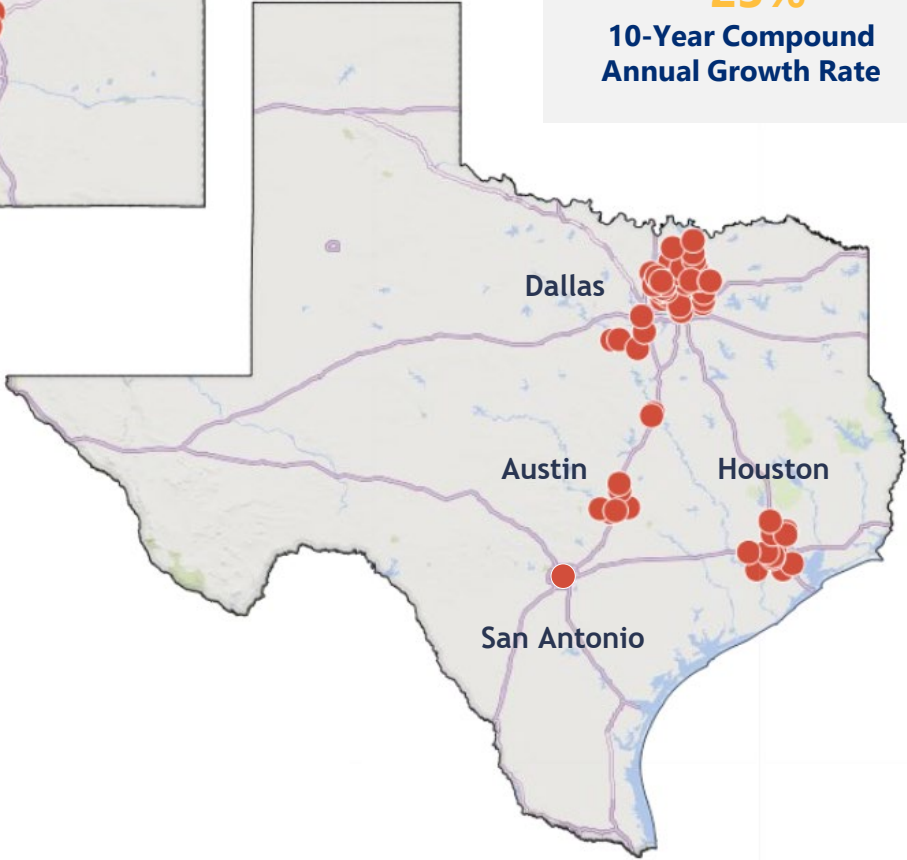 10-Year Compound
Annual Growth Rate
Dallas
Austin
Houston
San Antonio